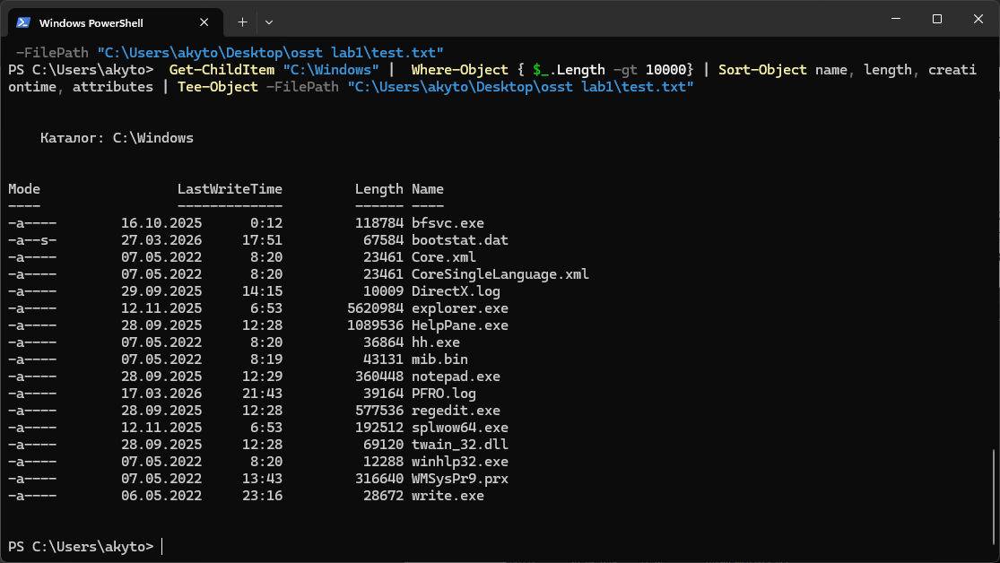 Windows PowerShell
-FilePath "C:\Users\akyto\Desktop\osst lab1\test.txt"
PS C:\Users\akyto>  Get-ChildItem "C:\Windows" |  Where-Object { $_.Length -gt 10000} | Sort-Object name, length, creati
ontime, attributes | Tee-Object -FilePath "C:\Users\akyto\Desktop\osst lab1\test.txt"
    Каталог: C:\Windows
Mode                 LastWriteTime         Length Name
----                 -------------         ------ ----
-a----        16.10.2025      0:12         118784 bfsvc.exe
-a--s-        27.03.2026     17:51          67584 bootstat.dat
-a----        07.05.2022      8:20          23461 Core.xml
-a----        07.05.2022      8:20          23461 CoreSingleLanguage.xml
-a----        29.09.2025     14:15          10009 DirectX.log
-a----        12.11.2025      6:53        5620984 explorer.exe
-a----        28.09.2025     12:28        1089536 HelpPane.exe
-a----        07.05.2022      8:20          36864 hh.exe
-a----        07.05.2022      8:19          43131 mib.bin
-a----        28.09.2025     12:29         360448 notepad.exe
-a----        17.03.2026     21:43          39164 PFRO.log
-a----        28.09.2025     12:28         577536 regedit.exe
-a----        12.11.2025      6:53         192512 splwow64.exe
-a----        28.09.2025     12:28          69120 twain_32.dll
-a----        07.05.2022      8:20          12288 winhlp32.exe
-a----        07.05.2022     13:43         316640 WMSysPr9.prx
-a----        06.05.2022     23:16          28672 write.exe
PS C:\Users\akyto>